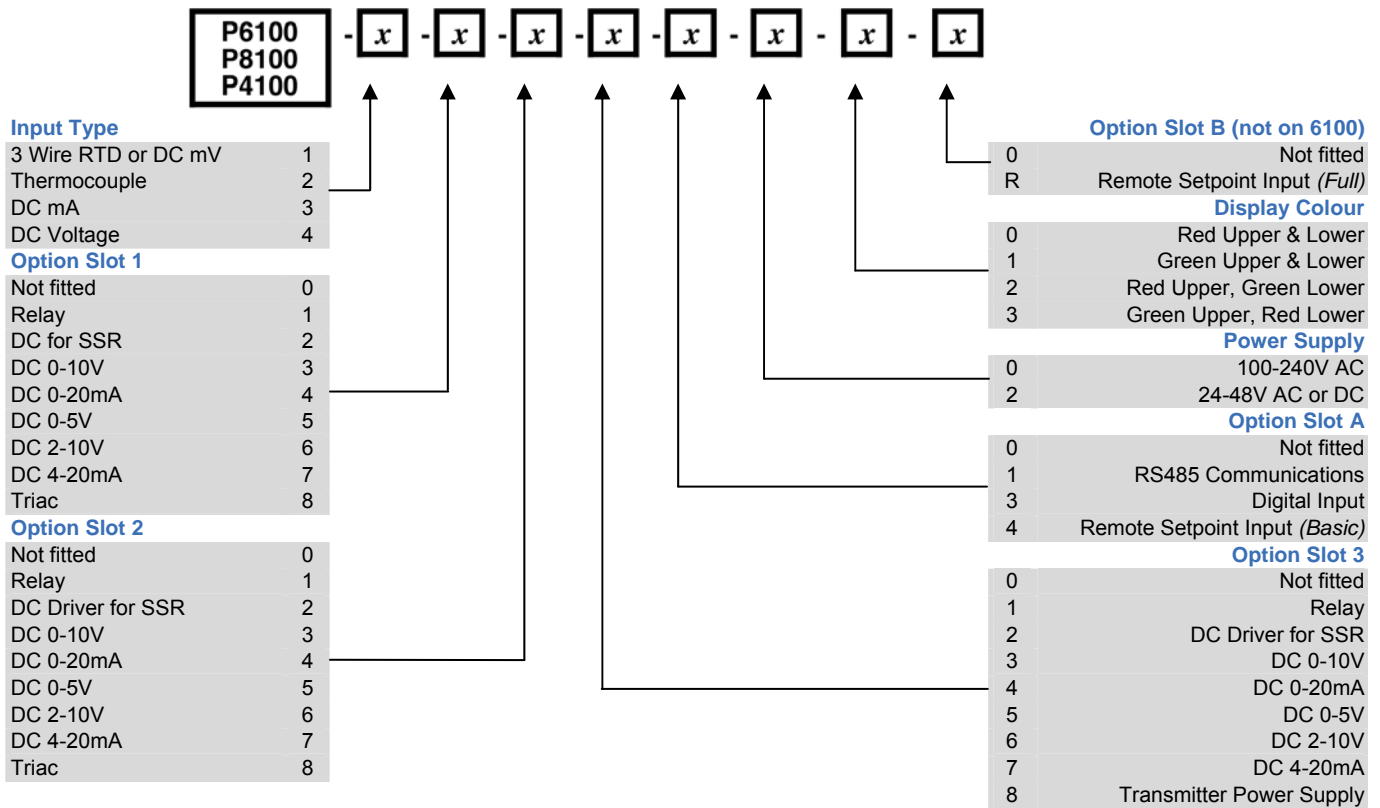 P6100
P8100
P4100
- x - x - x - x - x - x - x - x
Input Type
3 Wire RTD or DC mV 1
Thermocouple 2
DC mA 3
DC Voltage 4
Option Slot 1
Not fitted 0
Relay 1
DC for SSR 2
DC 0-10V 3
DC 0-20mA 4
DC 0-5V 5
DC 2-10V 6
DC 4-20mA 7
Triac 8
Option Slot 2
Not fitted 0
Relay 1
DC Driver for SSR 2
DC 0-10V 3
DC 0-20mA 4
DC 0-5V 5
DC 2-10V 6
DC 4-20mA 7
Triac 8
Option Slot B (not on 6100)
0 Not fitted
R Remote Setpoint Input (Full)
Display Colour
0 Red Upper & Lower
1 Green Upper & Lower
2 Red Upper, Green Lower
3 Green Upper, Red Lower
Power Supply
0 100-240V AC
2 24-48V AC or DC
Option Slot A
0 Not fitted
1 RS485 Communications
3 Digital Input
4 Remote Setpoint Input (Basic)
Option Slot 3
0 Not fitted
1 Relay
2 DC Driver for SSR
3 DC 0-10V
4 DC 0-20mA
5 DC 0-5V
6 DC 2-10V
7 DC 4-20mA
8 Transmitter Power Supply